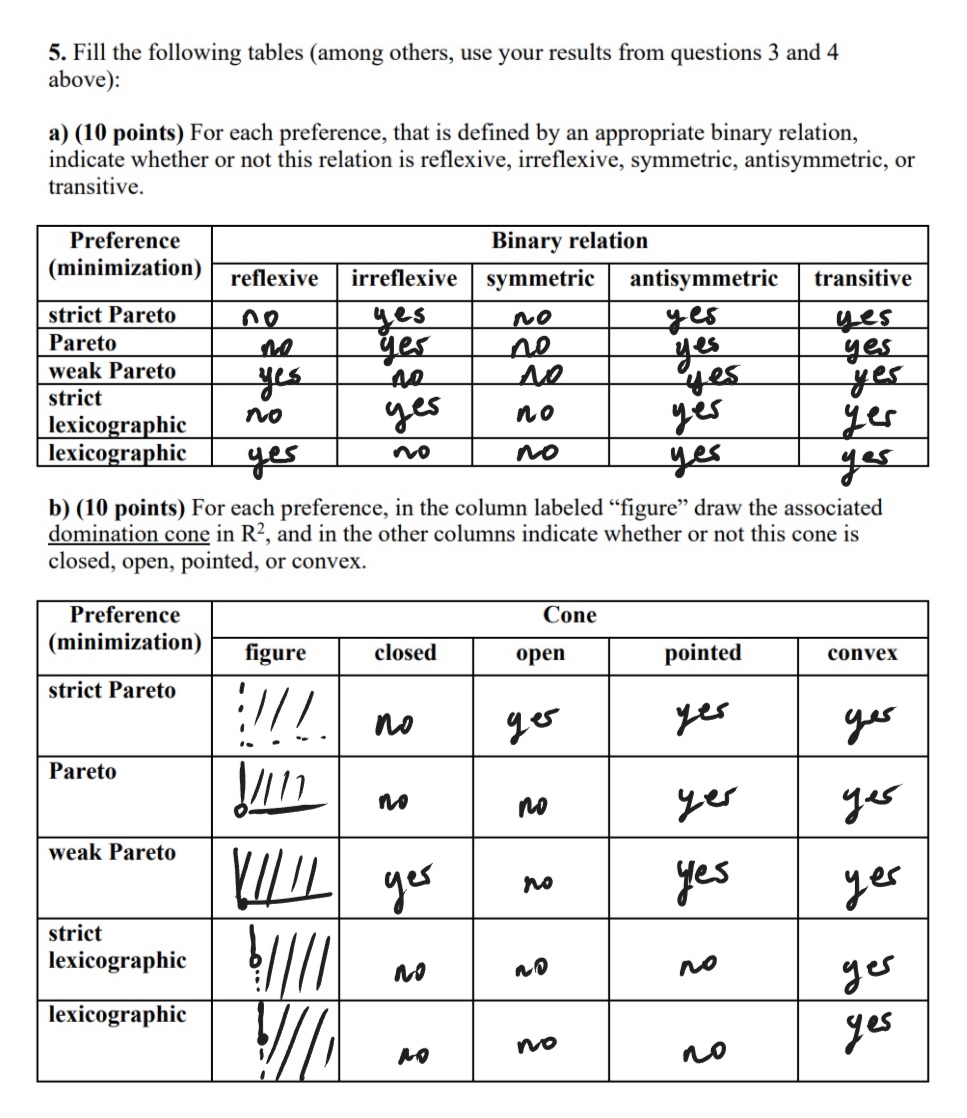 5. Fill the following tables (among others, use your results from questions 3 and 4
above):
a) (10 points) For each preference, that is defined by an appropriate binary relation,
indicate whether or not this relation is reflexive, irreflexive, symmetric, antisymmetric, or
transitive.
Preference Binary relation
(minimization) reflexive irreflexive symmetric antisymmetric transitive
strict Pareto no yes no yes yes
Pareto no yes no yes yes
weak Pareto yes no no yes yes
strict
lexicographic no yes no yes yes
lexicographic yes no no yes yes
b) (10 points) For each preference, in the column labeled “figure” draw the associated
domination cone in R², and in the other columns indicate whether or not this cone is
closed, open, pointed, or convex.
Preference Cone
(minimization) figure closed open pointed convex
strict Pareto no yes yes yes
Pareto no no yes yes
weak Pareto yes no yes yes
strict
lexicographic no no no yes
lexicographic no no no yes